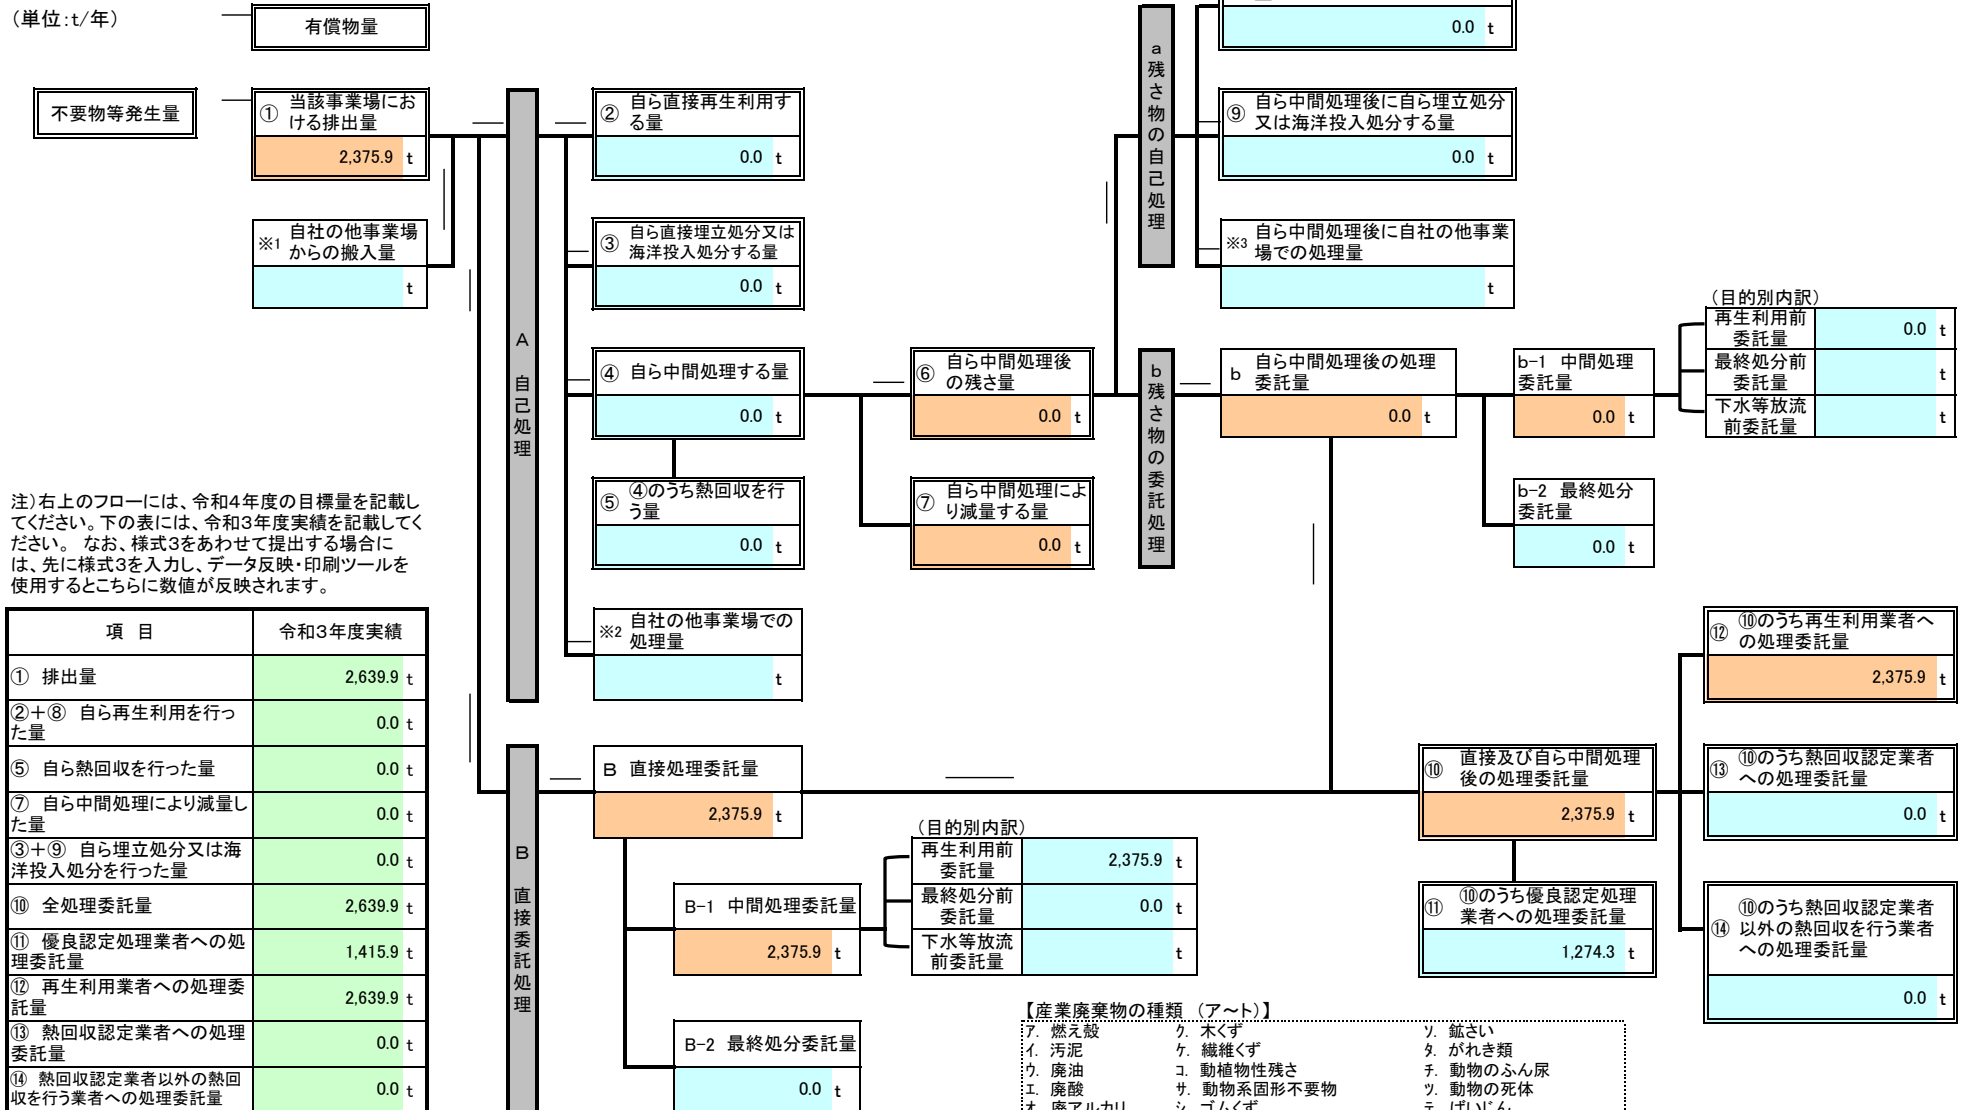 （単位：t/年）
有償物量
0.0 t
不要物等発生量
① 当該事業場にお
ける排出量
2,375.9 t
※1 自社の他事業場
からの搬入量
t
A 自己処理
② 自ら直接再生利用す
る量
0.0 t
③ 自ら直接埋立処分又は
海洋投入処分する量
0.0 t
④ 自ら中間処理する量
0.0 t
⑤ ④のうち熱回収を行
う量
0.0 t
※2 自社の他事業場での
処理量
t
⑥ 自ら中間処理後
の残さ量
0.0 t
⑦ 自ら中間処理によ
り減量する量
0.0 t
a 残さ物の自己処理
⑨ 自ら中間処理後に自ら埋立処分
又は海洋投入処分する量
0.0 t
※3 自ら中間処理後に自社の他事業
場での処理量
t
b 残さ物の委託処理
b 自ら中間処理後の処理
委託量
0.0 t
b-1 中間処理
委託量
0.0 t
b-2 最終処分
委託量
0.0 t
（目的別内訳）
再生利用前
委託量
0.0 t
最終処分前
委託量
t
下水等放流
前委託量
t
注）右上のフローには、令和４年度の目標量を記載し
てください。下の表には、令和３年度実績を記載してく
ださい。 なお、様式３をあわせて提出する場合に
は、先に様式３を入力し、データ反映・印刷ツールを
使用するとこちらに数値が反映されます。
項 目 令和３年度実績
① 排出量 2,639.9 t
②＋⑧ 自ら再生利用を行っ
た量 0.0 t
⑤ 自ら熱回収を行った量 0.0 t
⑦ 自ら中間処理により減量し
た量 0.0 t
③＋⑨ 自ら埋立処分又は海
洋投入処分を行った量 0.0 t
⑩ 全処理委託量 2,639.9 t
⑪ 優良認定処理業者への処
理委託量 1,415.9 t
⑫ 再生利用業者への処理委
託量 2,639.9 t
⑬ 熱回収認定業者への処理
委託量 0.0 t
⑭ 熱回収認定業者以外の熱回
収を行う業者への処理委託量 0.0 t
B 直接委託処理
B 直接処理委託量
2,375.9 t
B-1 中間処理委託量
2,375.9 t
B-2 最終処分委託量
0.0 t
（目的別内訳）
再生利用前
委託量
2,375.9 t
最終処分前
委託量
0.0 t
下水等放流
前委託量
t
⑩ 直接及び自ら中間処理
後の処理委託量
2,375.9 t
⑪ ⑩のうち優良認定処理
業者への処理委託量
1,274.3 t
⑫ ⑩のうち再生利用業者へ
の処理委託量
2,375.9 t
⑬ ⑩のうち熱回収認定業者
への処理委託量
0.0 t
⑭ ⑩のうち熱回収認定業者
以外の熱回収を行う業者
への処理委託量
0.0 t
【産業廃棄物の種類 （ア～ト）】
ア. 燃え殻 ク. 木くず ソ. 鉱さい
イ. 汚泥 ケ. 繊維くず タ. がれき類
ウ. 廃油 コ. 動植物性残さ チ. 動物のふん尿
エ. 廃酸 サ. 動物系固形不要物 ツ. 動物の死体
オ. 廃アルカリ シ. ゴムくず テ. ばいじん